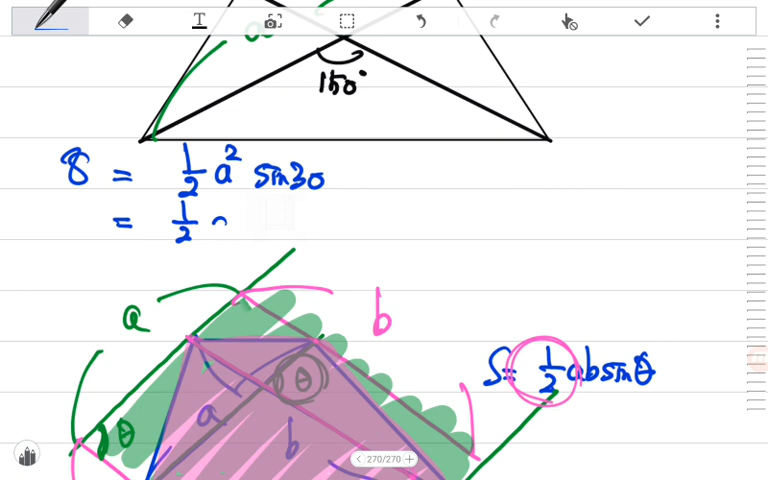 T
a
150°
8 = 1/2 a² sin30
= 1/2
a
b
S = 1/2 ab sinθ
θ
a
θ
b
270/270